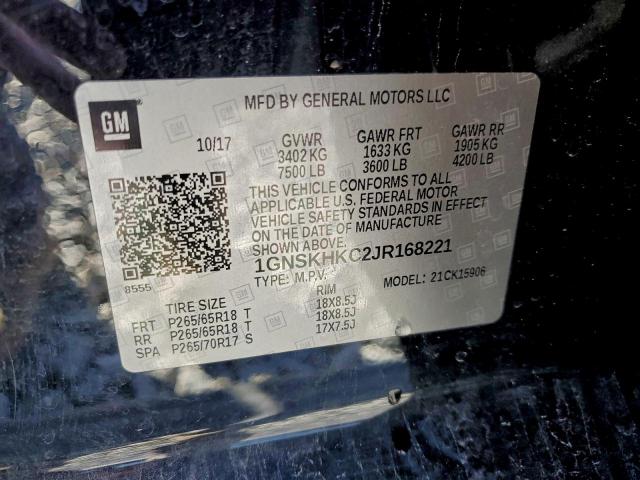 GM
MFD BY GENERAL MOTORS LLC
10/17 GVWR GAWR FRT GAWR RR
3402 KG 1633 KG 1905 KG
7500 LB 3600 LB 4200 LB
THIS VEHICLE CONFORMS TO ALL
APPLICABLE U.S. FEDERAL MOTOR
VEHICLE SAFETY STANDARDS IN EFFECT
ON THE DATE OF MANUFACTURE
SHOWN ABOVE.
1GNSKHKC2JR168221
8555
TYPE: M.P.V. MODEL: 21CK15906
TIRE SIZE RIM
FRT P265/65R18 T 18X8.5J
RR P265/65R18 T 18X8.5J
SPA P265/70R17 S 17X7.5J